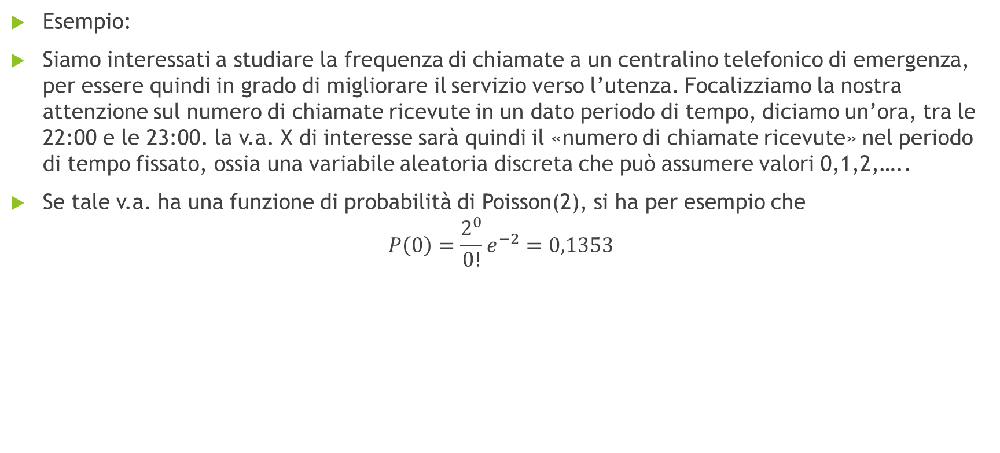 Esempio:
Siamo interessati a studiare la frequenza di chiamate a un centralino telefonico di emergenza,
per essere quindi in grado di migliorare il servizio verso l’utenza. Focalizziamo la nostra
attenzione sul numero di chiamate ricevute in un dato periodo di tempo, diciamo un’ora, tra le
22:00 e le 23:00. la v.a. X di interesse sarà quindi il «numero di chiamate ricevute» nel periodo
di tempo fissato, ossia una variabile aleatoria discreta che può assumere valori 0,1,2,…..
Se tale v.a. ha una funzione di probabilità di Poisson(2), si ha per esempio che
P(0) = 2⁰/0! e⁻² = 0,1353